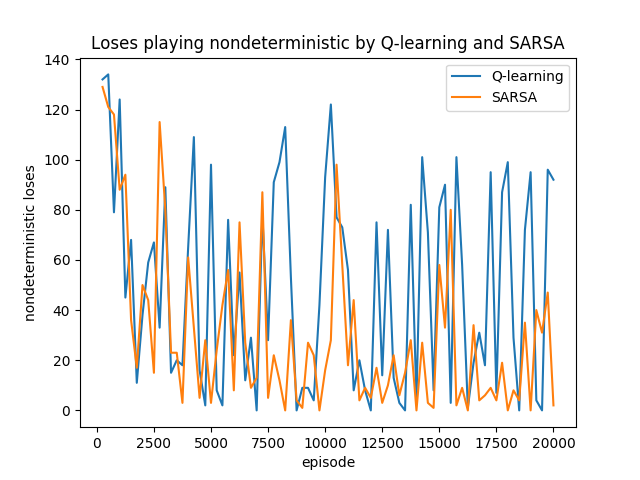 Loses playing nondeterministic by Q-learning and SARSA
Q-learning
SARSA
nondeterministic loses
140
120
100
80
60
40
20
0
0 2500 5000 7500 10000 12500 15000 17500 20000
episode